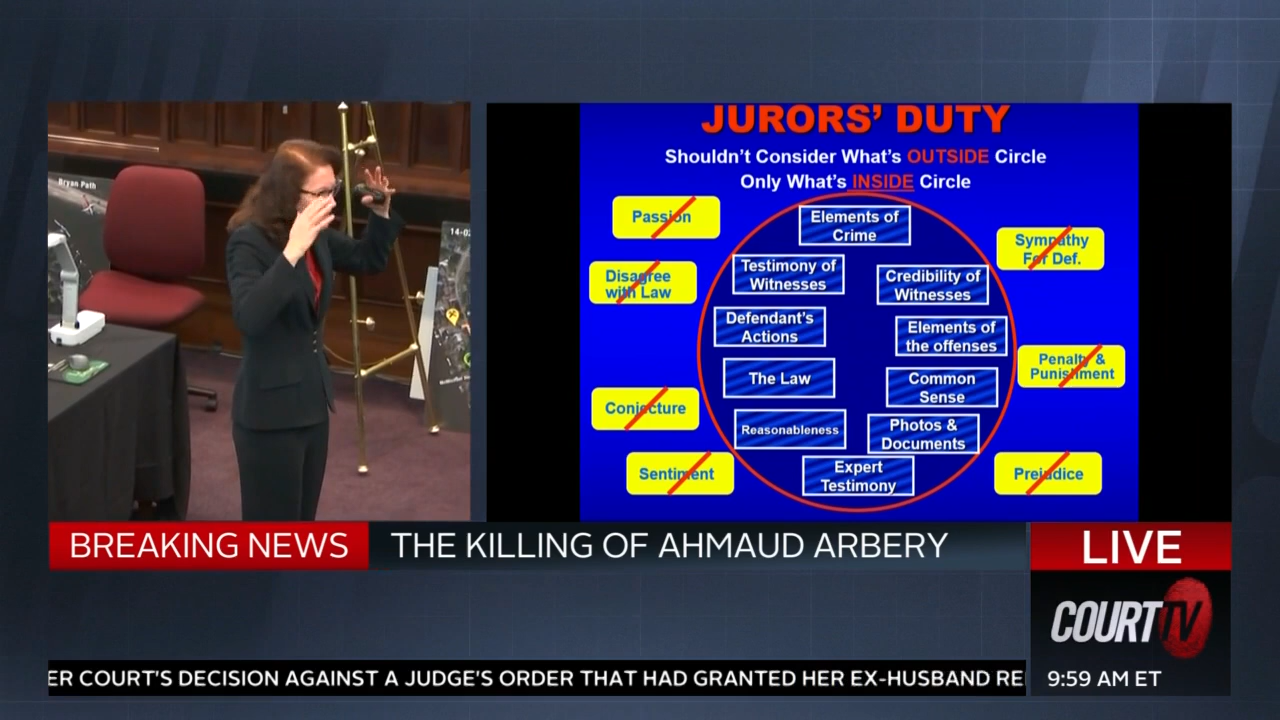 JURORS' DUTY
Shouldn't Consider What's OUTSIDE Circle
Only What's INSIDE Circle
Passion
Elements of
Crime
Sympathy
For Def.
Disagree
with Law
Testimony of
Witnesses
Credibility of
Witnesses
Defendant's
Actions
Elements of
the offenses
Penalty &
Punishment
The Law
Common
Sense
Conjecture
Reasonableness
Photos &
Documents
Sentiment
Expert
Testimony
Prejudice
Bryan Path
BREAKING NEWS
THE KILLING OF AHMAUD ARBERY
LIVE
COURT TV
ER COURT'S DECISION AGAINST A JUDGE'S ORDER THAT HAD GRANTED HER EX-HUSBAND RE
9:59 AM ET